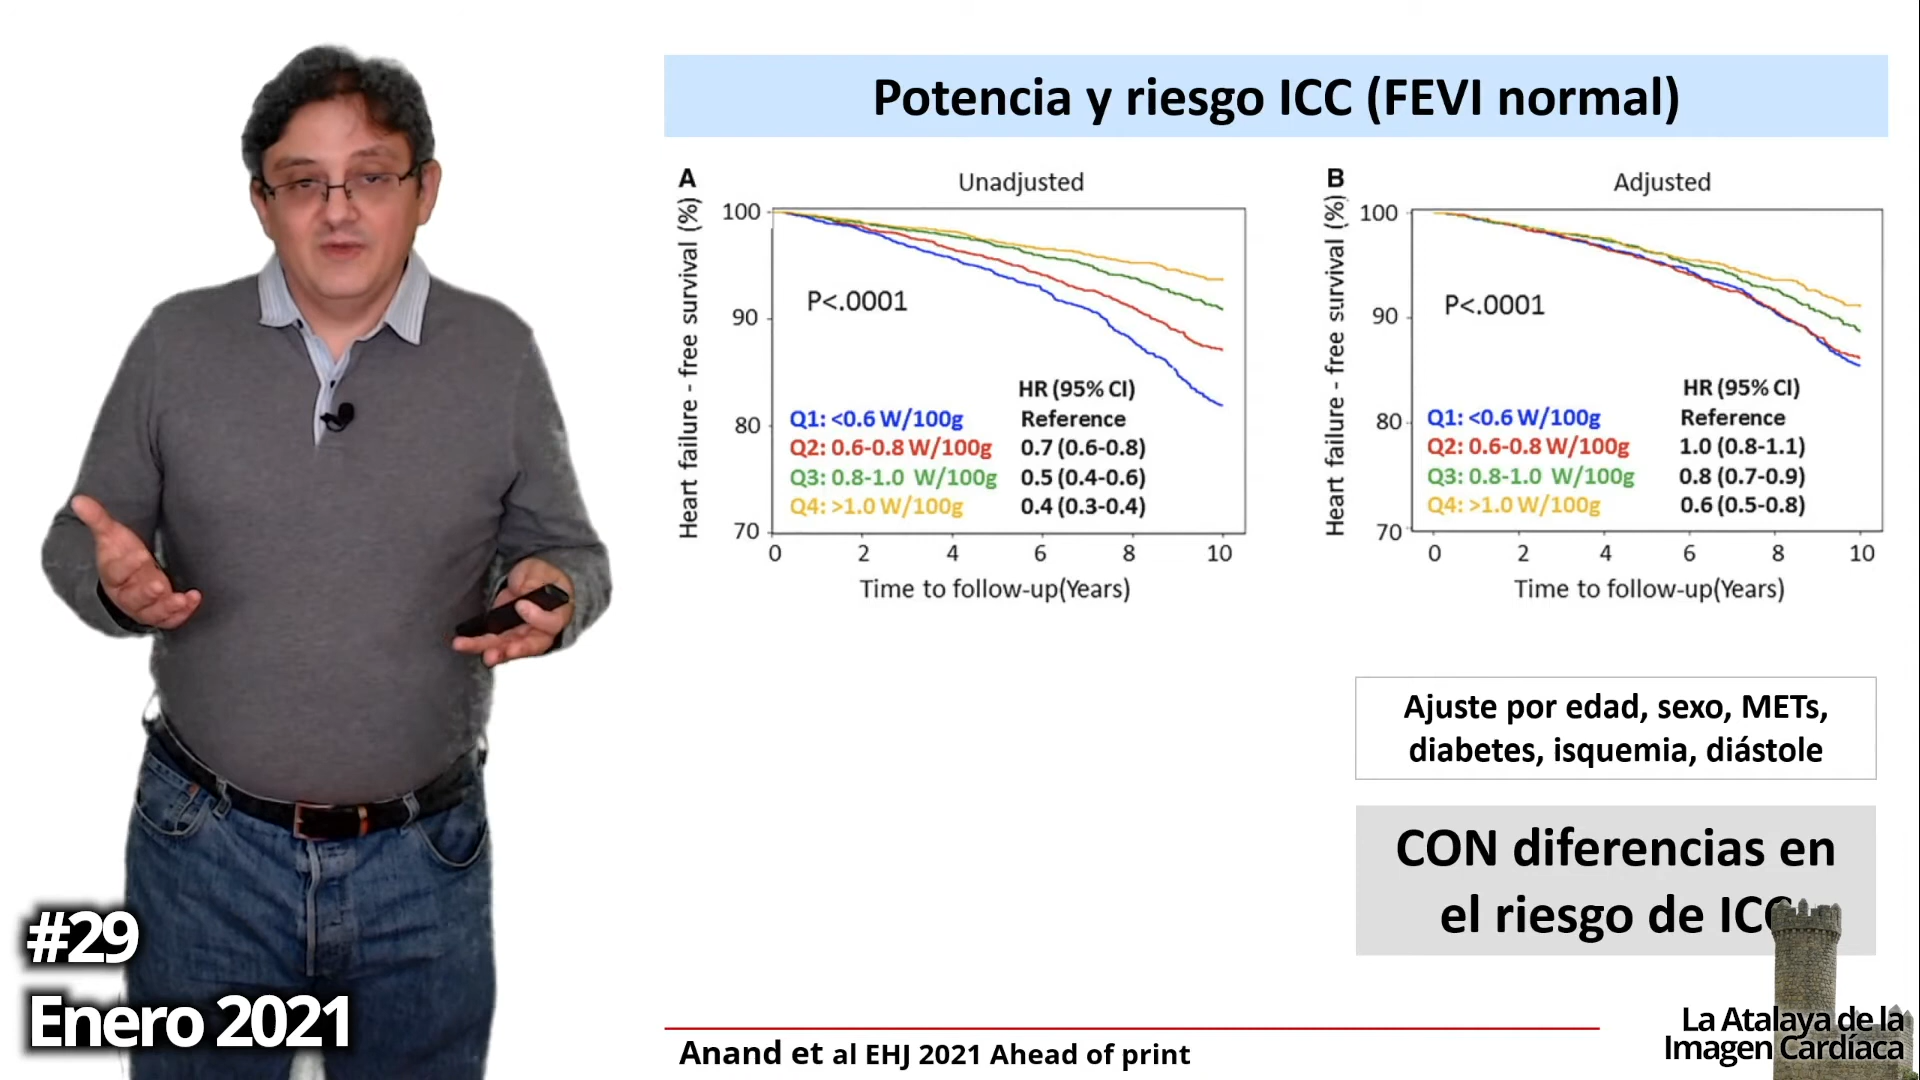 Potencia y riesgo ICC (FEVI normal)
A
Unadjusted
Heart failure - free survival (%)
100
90
80
70
P<.0001
HR (95% CI)
Q1: <0.6 W/100g Reference
Q2: 0.6-0.8 W/100g 0.7 (0.6-0.8)
Q3: 0.8-1.0 W/100g 0.5 (0.4-0.6)
Q4: >1.0 W/100g 0.4 (0.3-0.4)
0 2 4 6 8 10
Time to follow-up(Years)
B
Adjusted
Heart failure - free survival (%)
100
90
80
70
P<.0001
HR (95% CI)
Q1: <0.6 W/100g Reference
Q2: 0.6-0.8 W/100g 1.0 (0.8-1.1)
Q3: 0.8-1.0 W/100g 0.8 (0.7-0.9)
Q4: >1.0 W/100g 0.6 (0.5-0.8)
0 2 4 6 8 10
Time to follow-up(Years)
Ajuste por edad, sexo, METs,
diabetes, isquemia, diástole
CON diferencias en
el riesgo de ICC
#29
Enero 2021
Anand et al EHJ 2021 Ahead of print
La Atalaya de la
Imagen Cardíaca